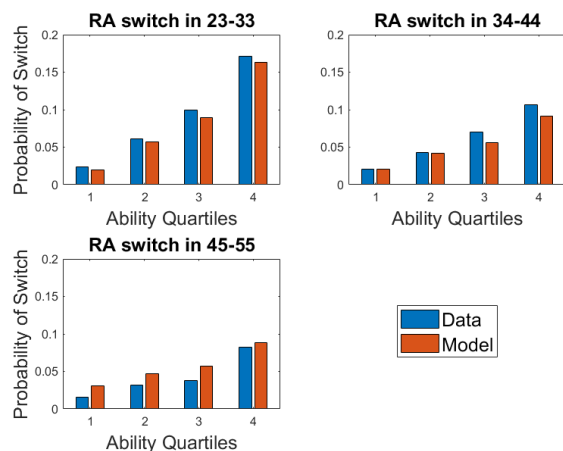 RA switch in 23-33
Probability of Switch
0.2
0.15
0.1
0.05
0
1 2 3 4
Ability Quartiles
RA switch in 34-44
Probability of Switch
0.2
0.15
0.1
0.05
0
1 2 3 4
Ability Quartiles
RA switch in 45-55
Probability of Switch
0.2
0.15
0.1
0.05
0
1 2 3 4
Ability Quartiles
Data
Model